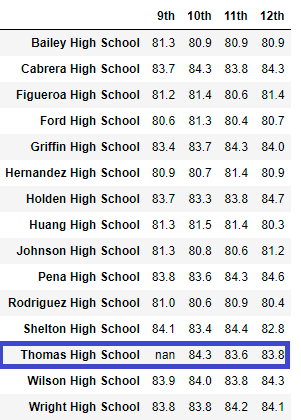 9th 10th 11th 12th
Bailey High School 81.3 80.9 80.9 80.9
Cabrera High School 83.7 84.3 83.8 84.3
Figueroa High School 81.2 81.4 80.6 81.4
Ford High School 80.6 81.3 80.4 80.7
Griffin High School 83.4 83.7 84.3 84.0
Hernandez High School 80.9 80.7 81.4 80.9
Holden High School 83.7 83.3 83.8 84.7
Huang High School 81.3 81.5 81.4 80.3
Johnson High School 81.3 80.8 80.6 81.2
Pena High School 83.8 83.6 84.3 84.6
Rodriguez High School 81.0 80.6 80.9 80.4
Shelton High School 84.1 83.4 84.4 82.8
Thomas High School nan 84.3 83.6 83.8
Wilson High School 83.9 84.0 83.8 84.3
Wright High School 83.8 83.8 84.2 84.1